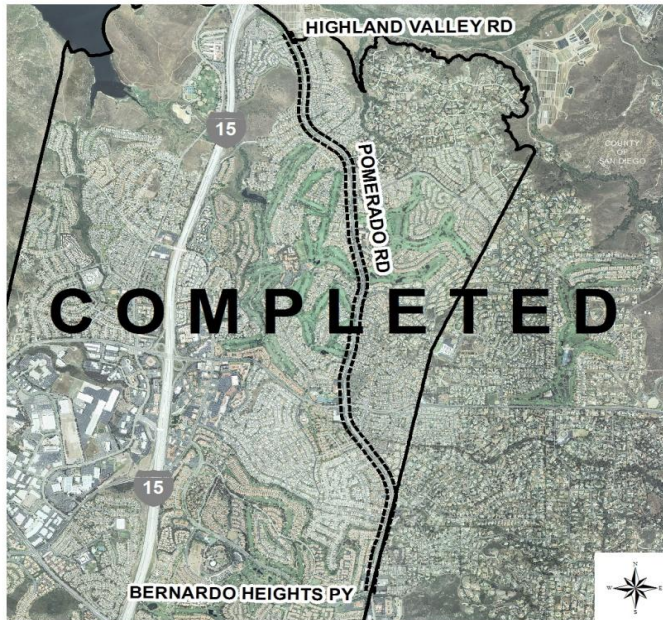 HIGHLAND VALLEY RD
15
COUNTY
OF
SAN DIEGO
POMERADO RD
COMPLETED
15
BERNARDO HEIGHTS PY
N
W E
S